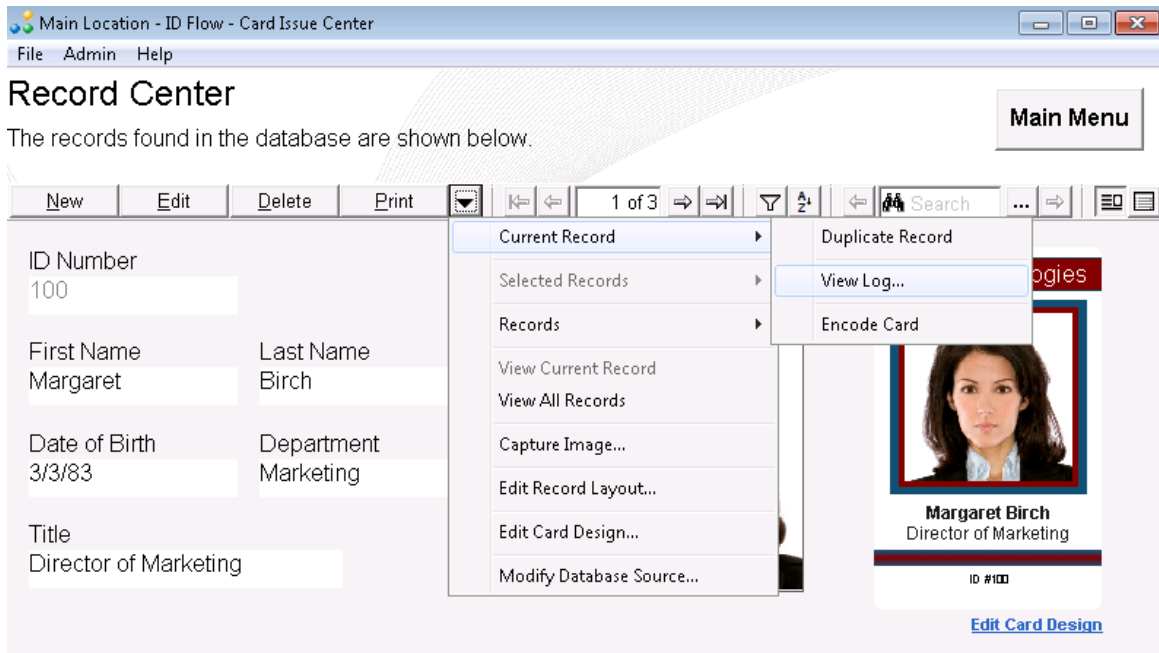 Main Location - ID Flow - Card Issue Center
File Admin Help
Record Center
The records found in the database are shown below.
Main Menu
New Edit Delete Print 1 of 3 A Z Search ...
Current Record
Selected Records
Records
View Current Record
View All Records
Capture Image...
Edit Record Layout...
Edit Card Design...
Modify Database Source...
Duplicate Record
View Log...
Encode Card
ID Number
100
First Name Last Name
Margaret Birch
Date of Birth Department
3/3/83 Marketing
Title
Director of Marketing
ogies
Margaret Birch
Director of Marketing
ID #100
Edit Card Design